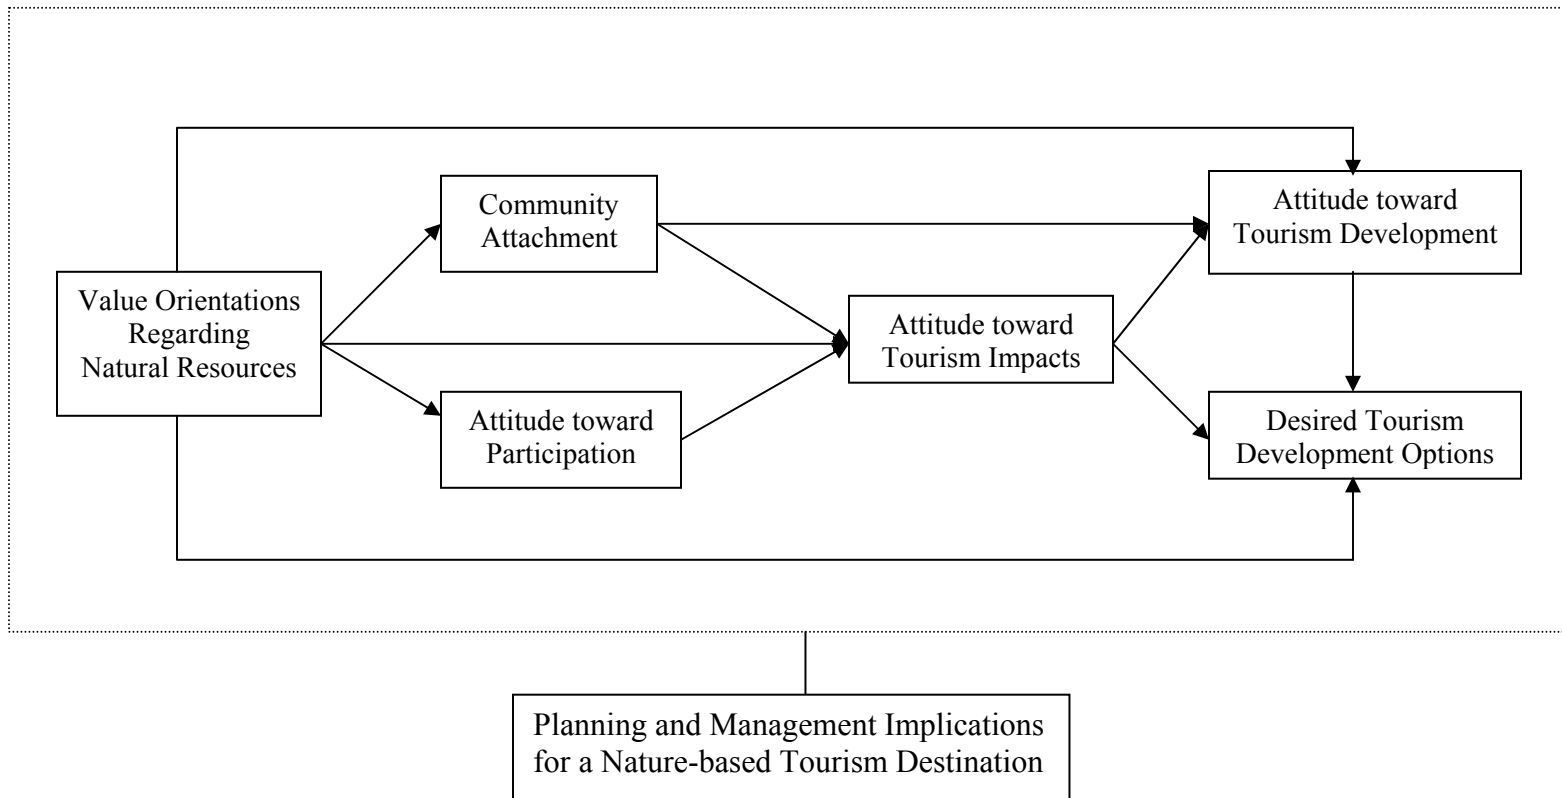 Community
Attachment
Attitude toward
Tourism Development
Value Orientations
Regarding
Natural Resources
Attitude toward
Tourism Impacts
Attitude toward
Participation
Desired Tourism
Development Options
Planning and Management Implications
for a Nature-based Tourism Destination